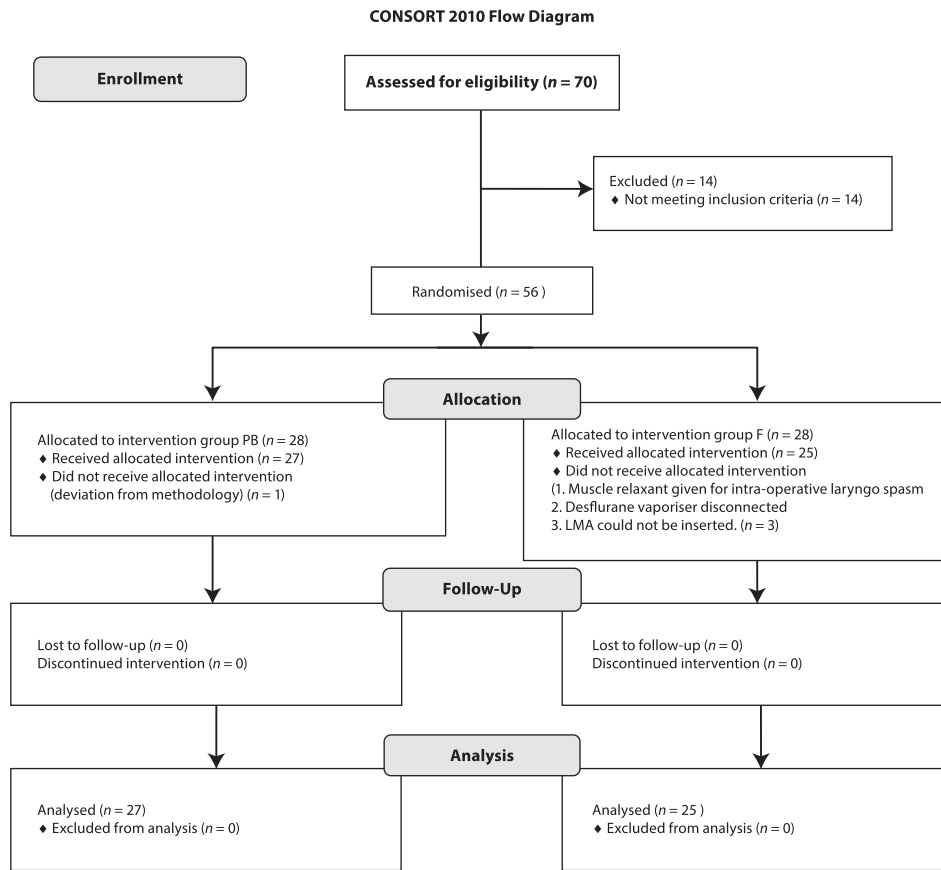 CONSORT 2010 Flow Diagram
Enrollment
Assessed for eligibility (n = 70)
Excluded (n = 14)
♦ Not meeting inclusion criteria (n = 14)
Randomised (n = 56 )
Allocation
Allocated to intervention group PB (n = 28)
♦ Received allocated intervention (n = 27)
♦ Did not receive allocated intervention
(deviation from methodology) (n = 1)
Allocated to intervention group F (n = 28)
♦ Received allocated intervention (n = 25)
♦ Did not receive allocated intervention
(1. Muscle relaxant given for intra-operative laryngo spasm
2. Desflurane vaporiser disconnected
3. LMA could not be inserted. (n = 3)
Follow-Up
Lost to follow-up (n = 0)
Discontinued intervention (n = 0)
Lost to follow-up (n = 0)
Discontinued intervention (n = 0)
Analysis
Analysed (n = 27)
♦ Excluded from analysis (n = 0)
Analysed (n = 25 )
♦ Excluded from analysis (n = 0)